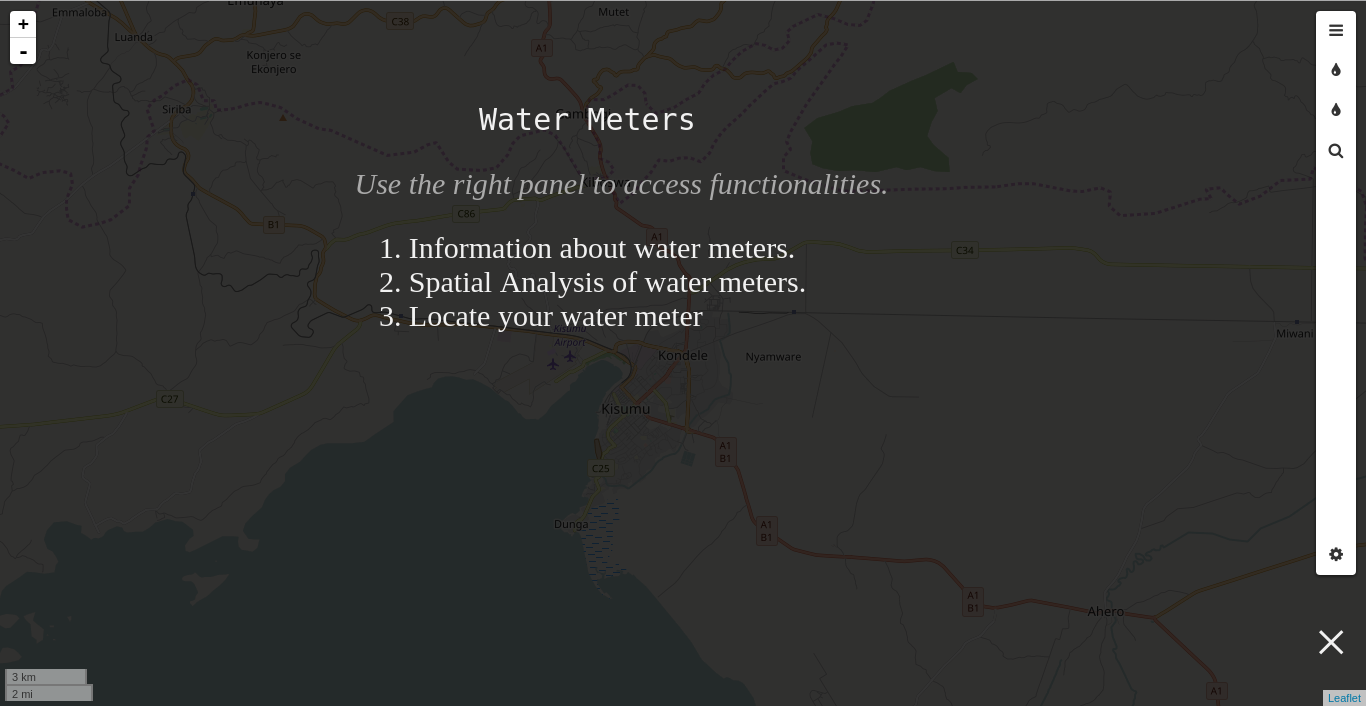 Emmaloba
Emuhaya
Mutet
+
C38
Luanda
A1
-
Konjero se
Ekonjero
Siriba
Water Meters
Use the right panel to access functionalities.
C86
B1
A1
1. Information about water meters.
C34
2. Spatial Analysis of water meters.
3. Locate your water meter
Kisumu
Airport
Miwani
Kondele
Nyamware
C27
Kisumu
A1
B1
C25
Dunga
A1
B1
A1
B1
Ahero
3 km
2 mi
A1
Leaflet